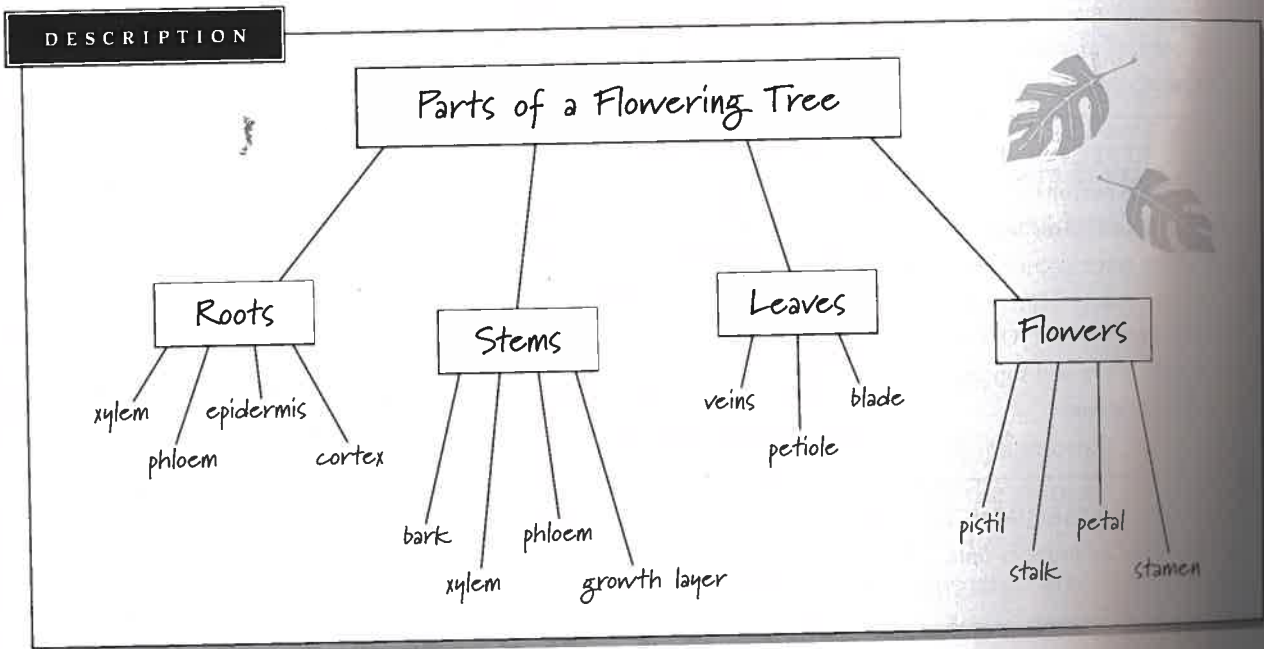 DESCRIPTION
Parts of a Flowering Tree
Roots
xylem
phloem
epidermis
cortex
Stems
bark
xylem
phloem
growth layer
Leaves
veins
petiole
blade
Flowers
pistil
stalk
petal
stamen